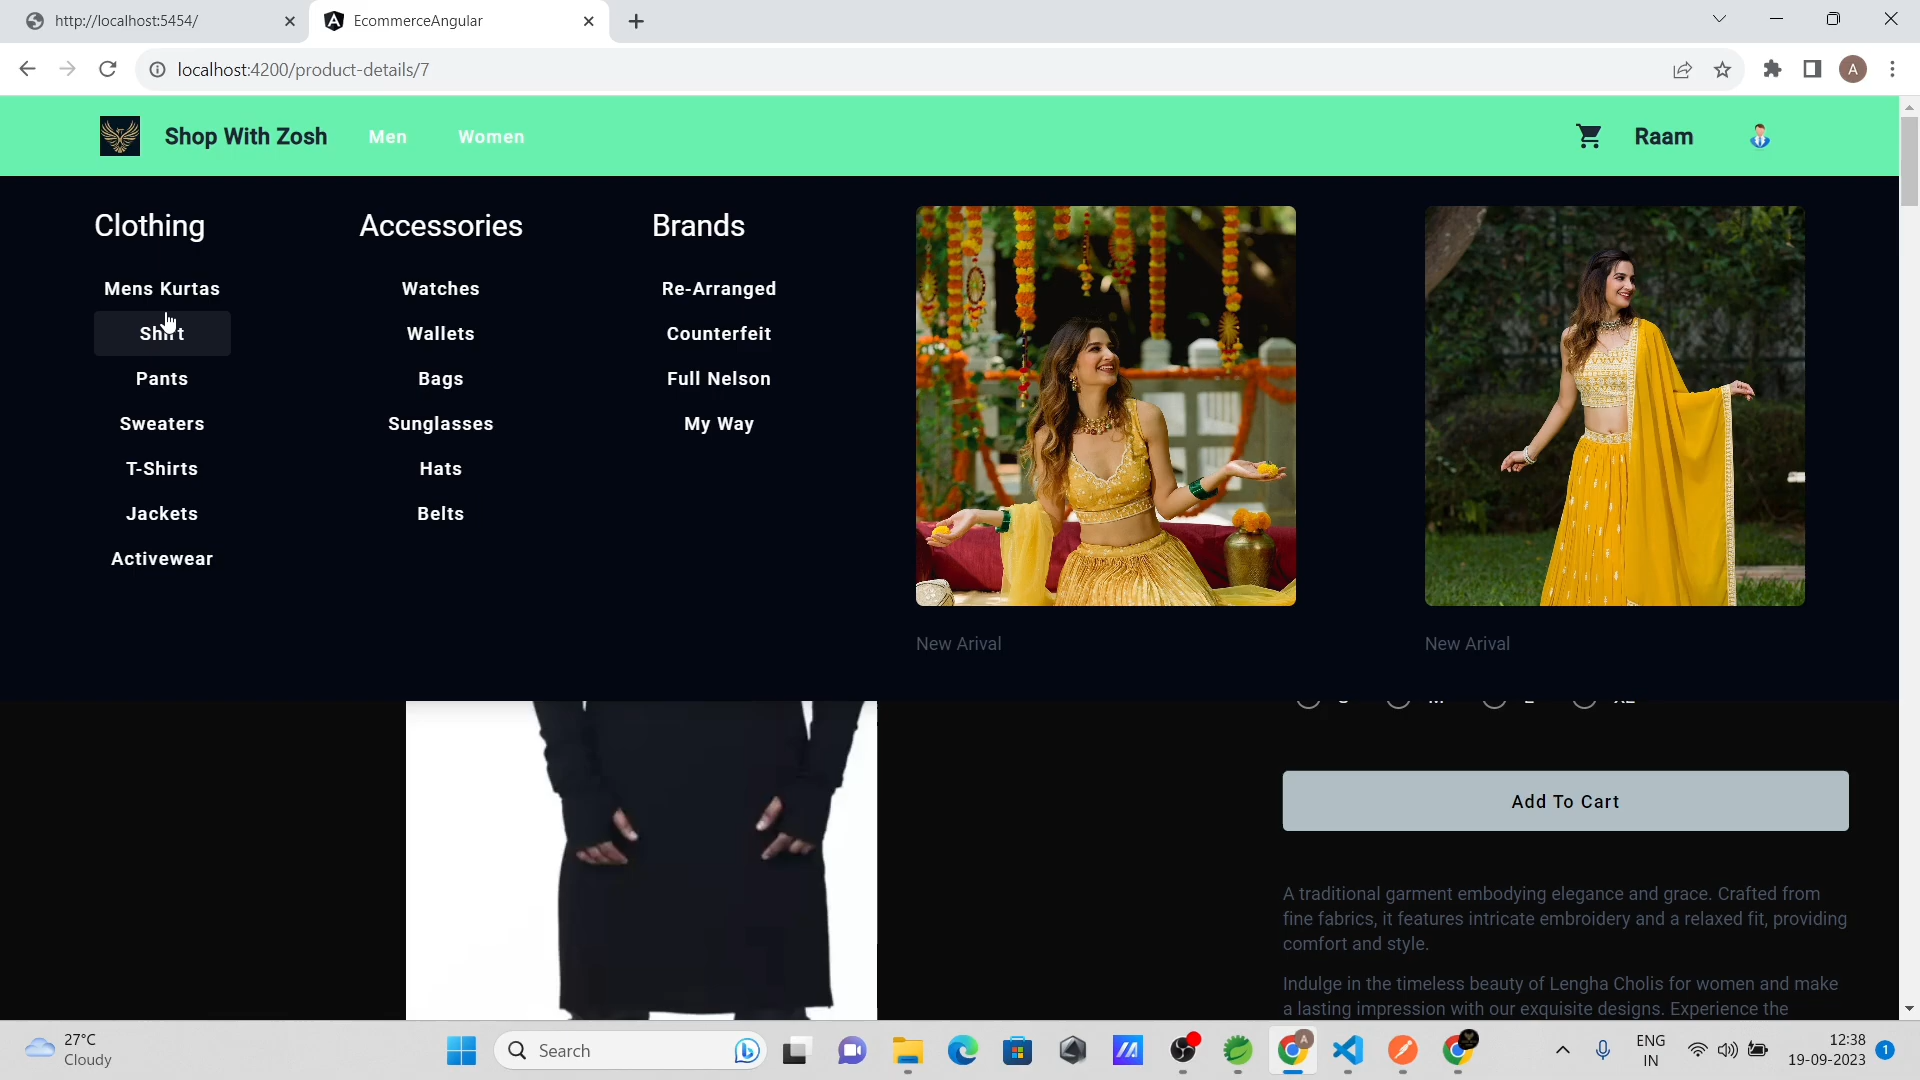 http://localhost:5454/
EcommerceAngular
localhost:4200/product-details/7
A
Shop With Zosh
Men
Women
Raam
Clothing
Mens Kurtas
Shirt
Pants
Sweaters
T-Shirts
Jackets
Activewear
Accessories
Watches
Wallets
Bags
Sunglasses
Hats
Belts
Brands
Re-Arranged
Counterfeit
Full Nelson
My Way
New Arival
New Arival
Add To Cart
A traditional garment embodying elegance and grace. Crafted from
fine fabrics, it features intricate embroidery and a relaxed fit, providing
comfort and style.
Indulge in the timeless beauty of Lengha Cholis for women and make
a lasting impression with our exquisite designs. Experience the
27°C
Cloudy
Search
A
ENG
IN
12:38
19-09-2023
1